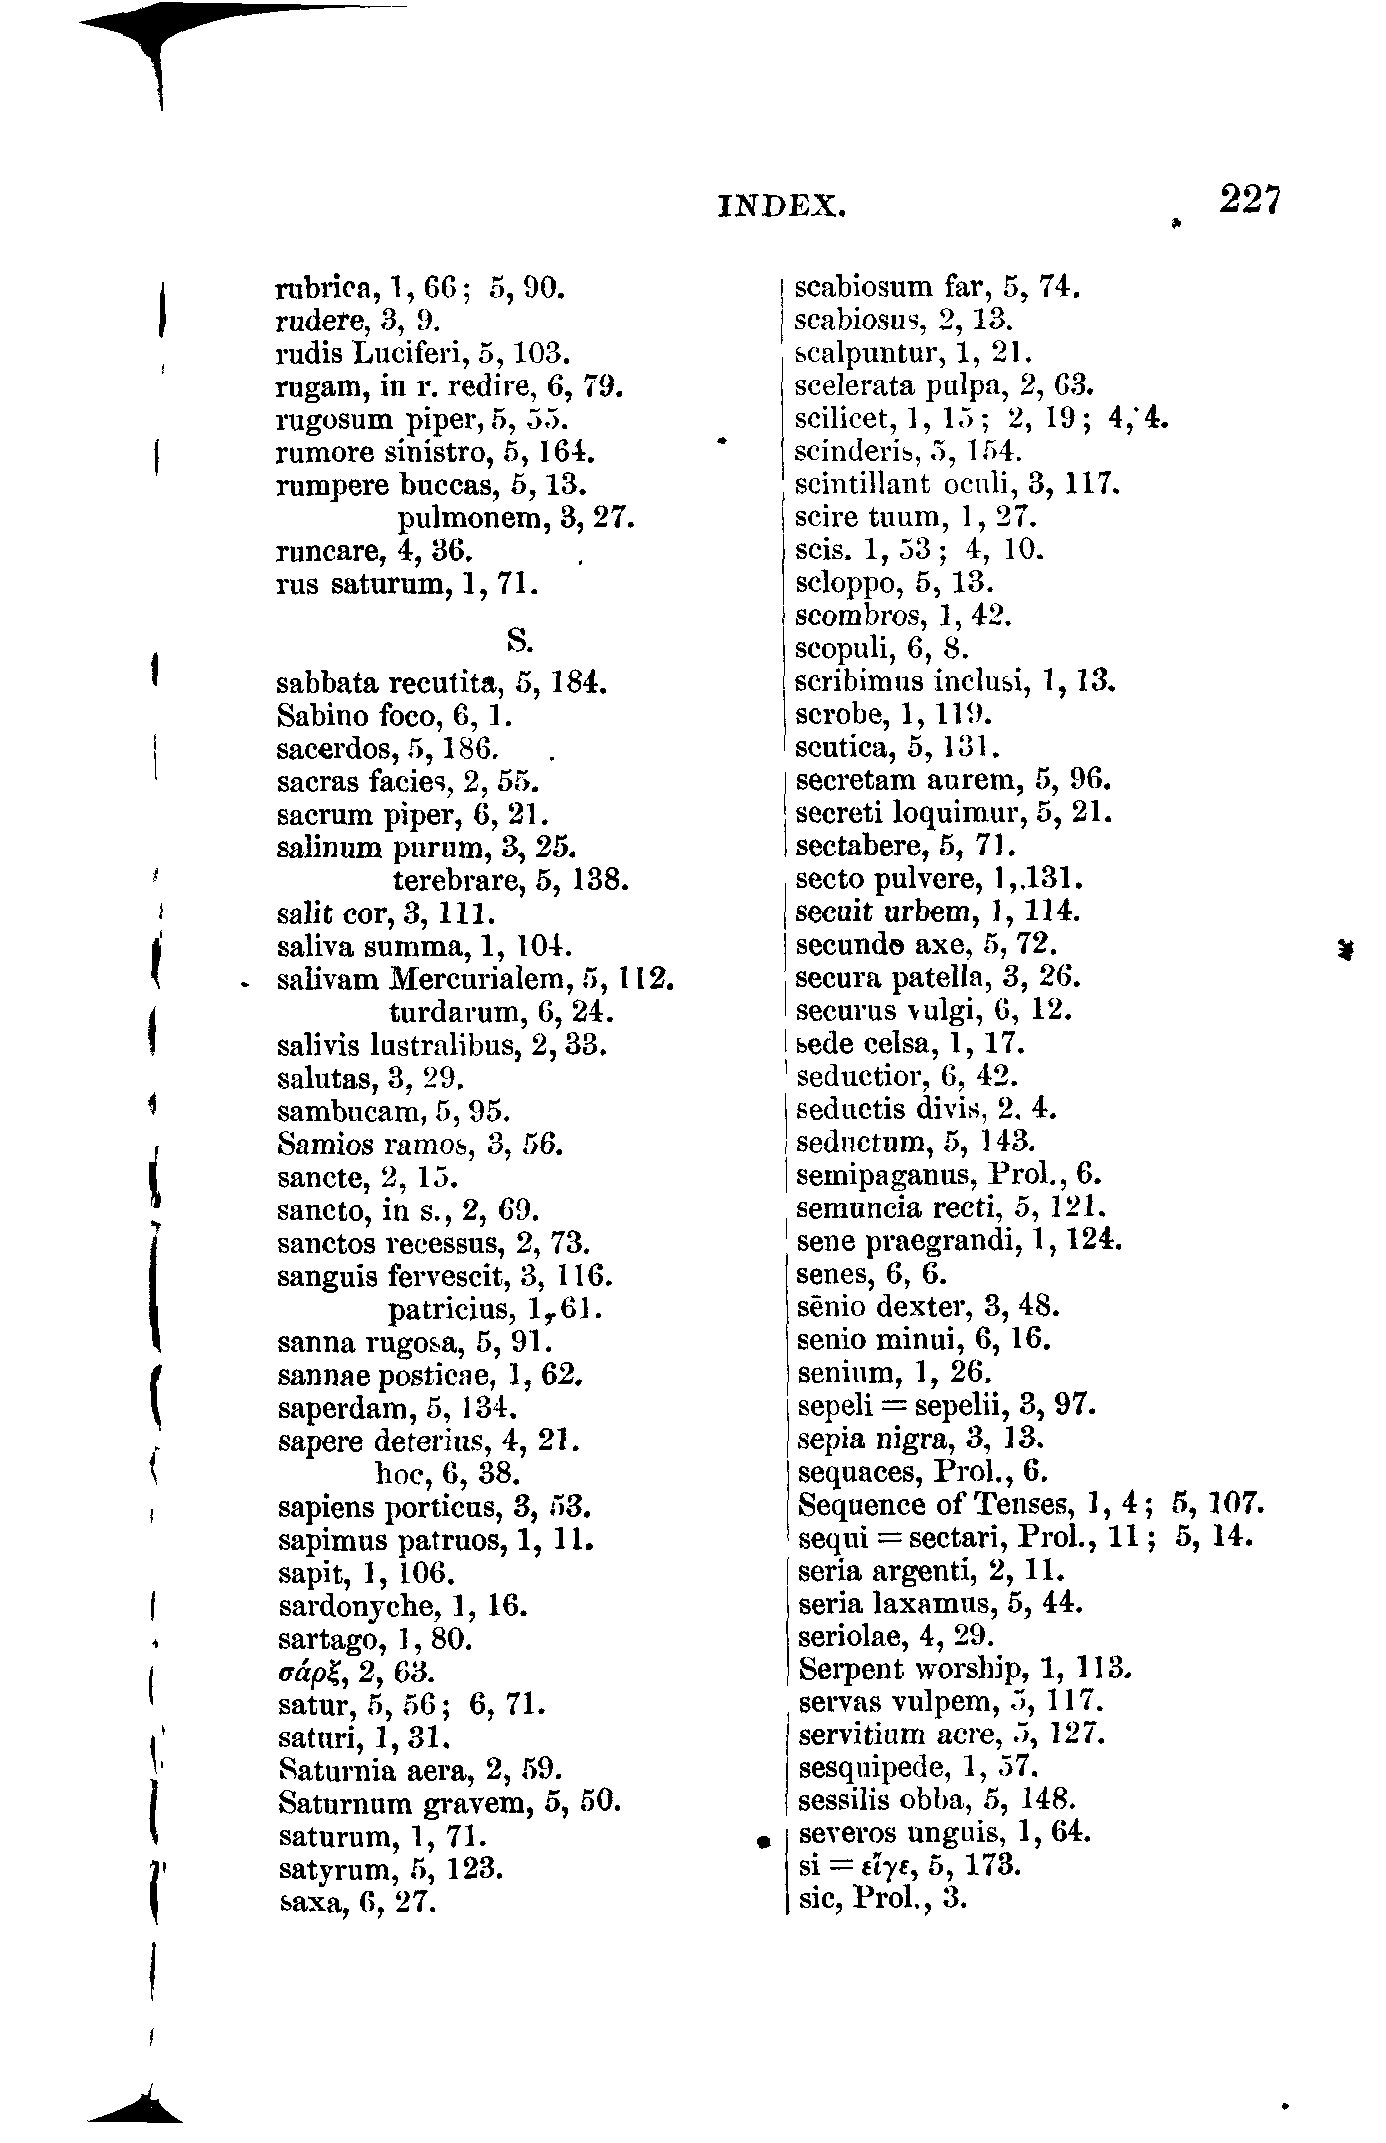 INDEX.
227
rubrica, 1, 66; 5, 90.
rudere, 3, 9.
rudis Luciferi, 5, 103.
rugam, in r. redire, 6, 79.
rugosum piper, 5, 55.
rumore sinistro, 5, 164.
rumpere buccas, 5, 13.
pulmonem, 3, 27.
runcare, 4, 36.
rus saturum, 1, 71.
S.
sabbata recutita, 5, 184.
Sabino foco, 6, 1.
sacerdos, 5, 186.
sacras facies, 2, 55.
sacrum piper, 6, 21.
salinum purum, 3, 25.
terebrare, 5, 138.
salit cor, 3, 111.
saliva summa, 1, 104.
salivam Mercurialem, 5, 112.
turdarum, 6, 24.
salivis lustralibus, 2, 33.
salutas, 3, 29.
sambucam, 5, 95.
Samios ramos, 3, 56.
sancte, 2, 15.
sancto, in s., 2, 69.
sanctos recessus, 2, 73.
sanguis fervescit, 3, 116.
patricius, 1, 61.
sanna rugosa, 5, 91.
sannae posticae, 1, 62.
saperdam, 5, 134.
sapere deterius, 4, 21.
hoc, 6, 38.
sapiens porticus, 3, 53.
sapimus patruos, 1, 11.
sapit, 1, 106.
sardonyche, 1, 16.
sartago, 1, 80.
σάρξ, 2, 63.
satur, 5, 56; 6, 71.
saturi, 1, 31.
Saturnia aera, 2, 59.
Saturnum gravem, 5, 50.
saturum, 1, 71.
satyrum, 5, 123.
saxa, 6, 27.
scabiosum far, 5, 74.
scabiosus, 2, 13.
scalpuntur, 1, 21.
scelerata pulpa, 2, 63.
scilicet, 1, 15; 2, 19; 4, 4.
scinderis, 5, 154.
scintillant oculi, 3, 117.
scire tuum, 1, 27.
scis. 1, 53; 4, 10.
scloppo, 5, 13.
scombros, 1, 42.
scopuli, 6, 8.
scribimus inclusi, 1, 13.
scrobe, 1, 119.
scutica, 5, 131.
secretam aurem, 5, 96.
secreti loquimur, 5, 21.
sectabere, 5, 71.
secto pulvere, 1, 131.
secuit urbem, 1, 114.
secundo axe, 5, 72.
secura patella, 3, 26.
securus vulgi, 6, 12.
sede celsa, 1, 17.
seductior, 6, 42.
seductis divis, 2, 4.
seductum, 5, 143.
semipaganus, Prol., 6.
semuncia recti, 5, 121.
sene praegrandi, 1, 124.
senes, 6, 6.
sēnio dexter, 3, 48.
senio minui, 6, 16.
senium, 1, 26.
sepeli = sepelii, 3, 97.
sepia nigra, 3, 13.
sequaces, Prol., 6.
Sequence of Tenses, 1, 4; 5, 107.
sequi = sectari, Prol., 11; 5, 14.
seria argenti, 2, 11.
seria laxamus, 5, 44.
seriolae, 4, 29.
Serpent worship, 1, 113.
servas vulpem, 5, 117.
servitium acre, 5, 127.
sesquipede, 1, 57.
sessilis obba, 5, 148.
severos unguis, 1, 64.
si = εἴγε, 5, 173.
sic, Prol., 3.